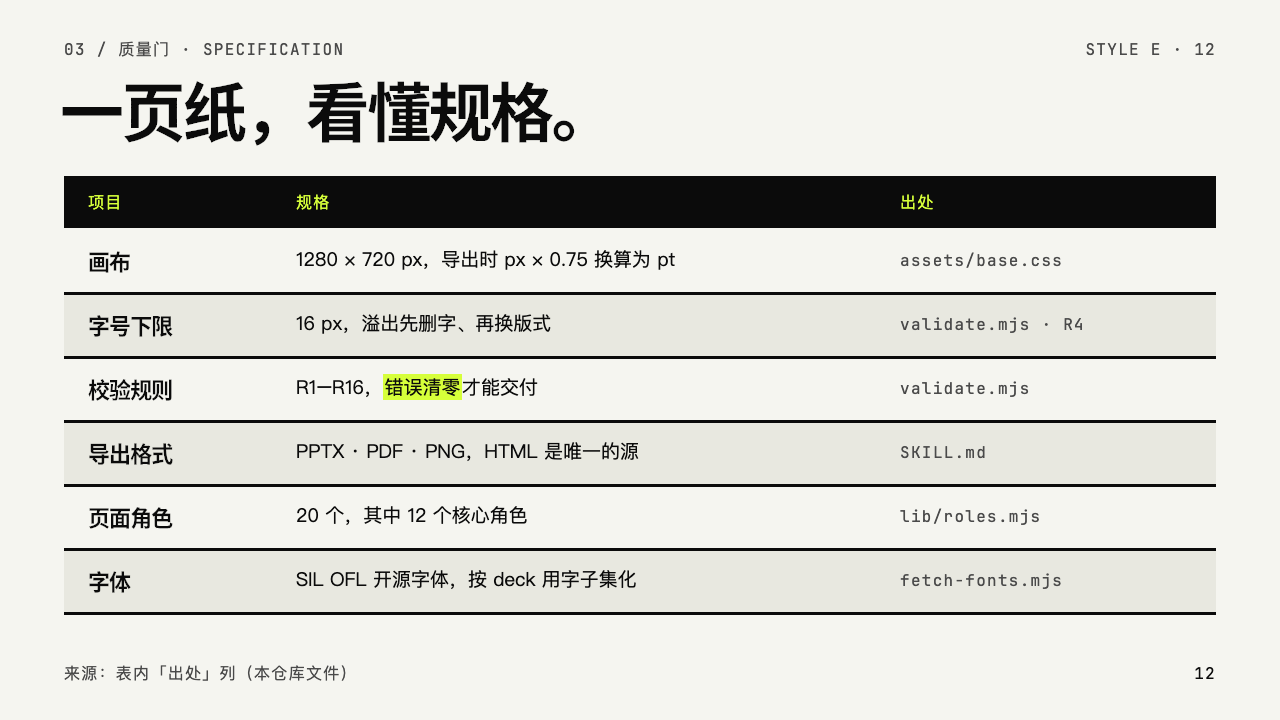 03 / 质量门 · SPECIFICATION
STYLE E · 12
一页纸，看懂规格。
项目 规格 出处
画布 1280 × 720 px，导出时 px × 0.75 换算为 pt assets/base.css
字号下限 16 px，溢出先删字、再换版式 validate.mjs · R4
校验规则 R1—R16，错误清零才能交付 validate.mjs
导出格式 PPTX · PDF · PNG，HTML 是唯一的源 SKILL.md
页面角色 20 个，其中 12 个核心角色 lib/roles.mjs
字体 SIL OFL 开源字体，按 deck 用字子集化 fetch-fonts.mjs
来源：表内「出处」列（本仓库文件）
12